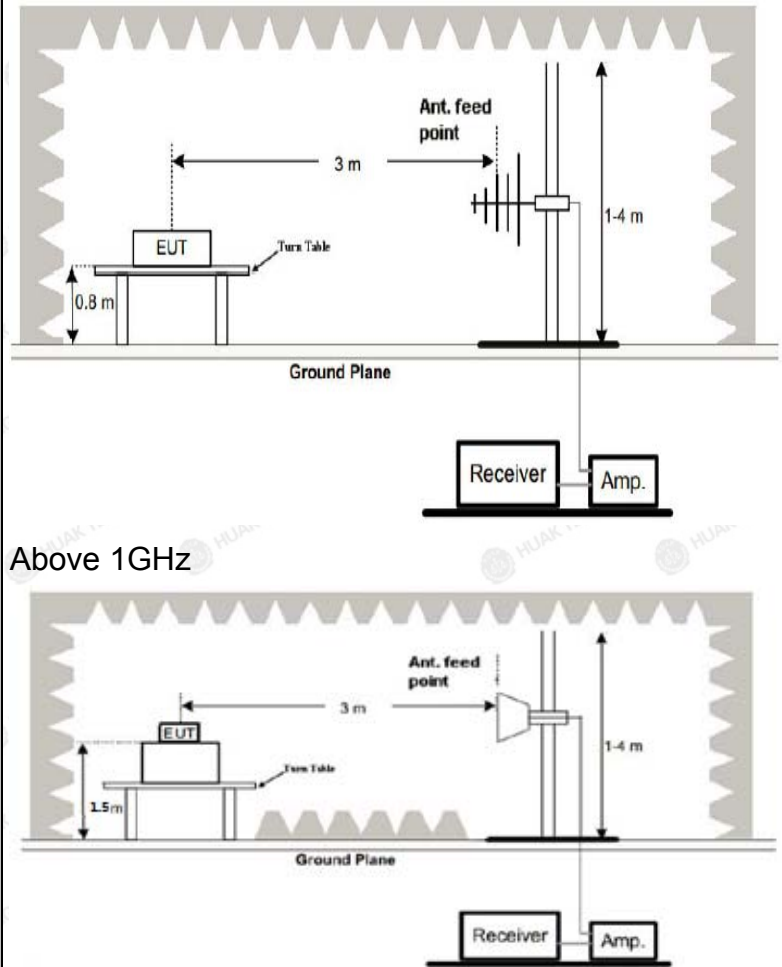 Ant. feed
point
3 m
1-4 m
EUT
Turn Table
0.8 m
Ground Plane
Receiver
Amp.
Above 1GHz
Ant. feed
point
3 m
EUT
1-4 m
Turn Table
1.5m
Ground Plane
Receiver
Amp.